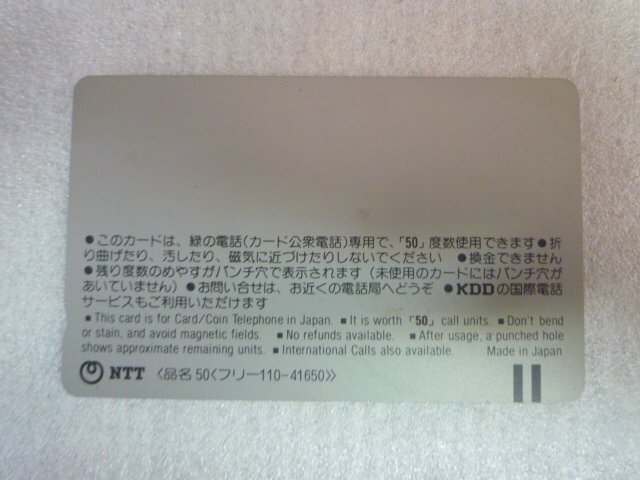 ●このカードは、緑の電話(カード公衆電話)専用で、「50」度数使用できます●折
り曲げたり、汚したり、磁気に近づけたりしないでください ●換金できません
●残り度数のめやすがパンチ穴で表示されます(未使用のカードにはパンチ穴が
あいていません)●お問い合せは、お近くの電話局へどうぞ ●KDDの国際電話
サービスもご利用いただけます
■This card is for Card/Coin Telephone in Japan. ■It is worth「50」call units. ■Don't bend
or stain, and avoid magnetic fields. ■No refunds available. ■After usage, a punched hole
shows approximate remaining units. ■International Calls also available. Made in Japan
NTT 〈品名 50〈フリー110-41650〉〉